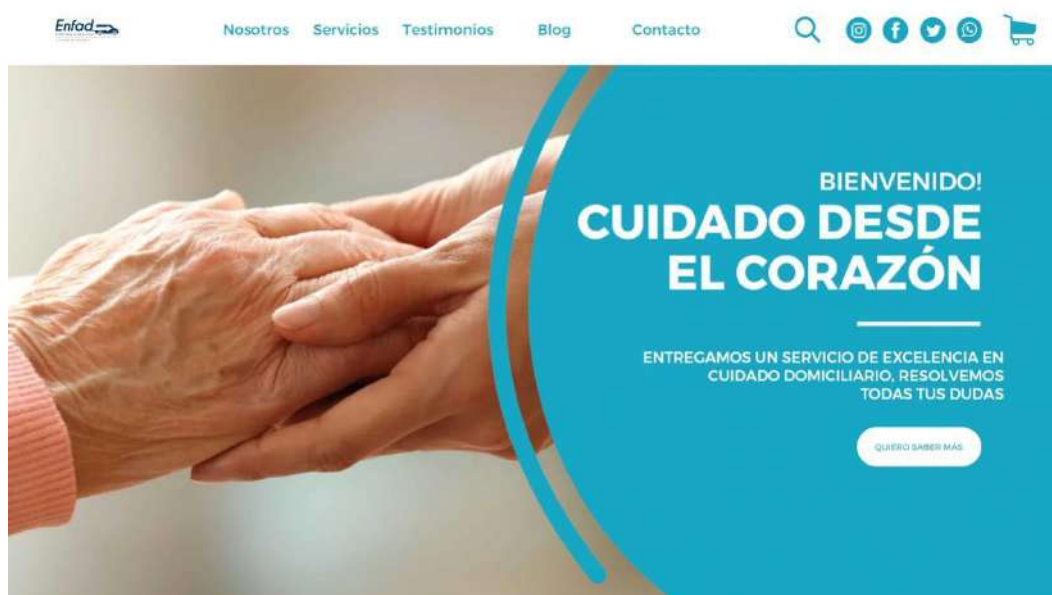 Enfad
Nosotros Servicios Testimonios Blog Contacto
BIENVENIDO!
CUIDADO DESDE
EL CORAZÓN
ENTREGAMOS UN SERVICIO DE EXCELENCIA EN
CUIDADO DOMICILIARIO, RESOLVEMOS
TODAS TUS DUDAS
QUIERO SABER MÁS